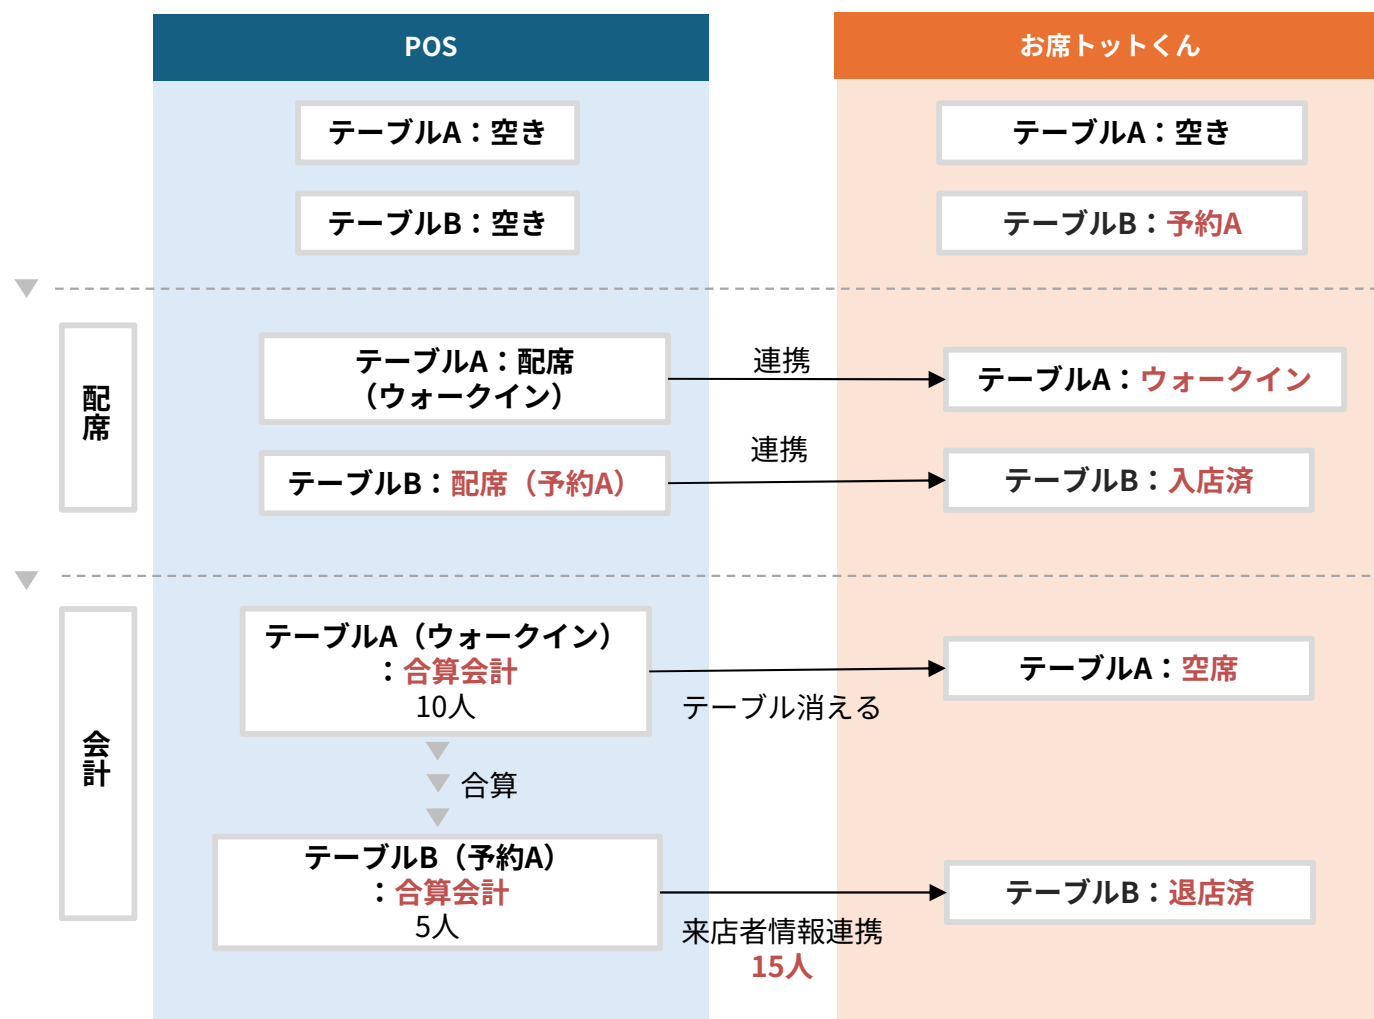 POS
お席トットくん
テーブルA：空き
テーブルA：空き
テーブルB：空き
テーブルB：予約A
配席
テーブルA：配席
（ウォークイン）
連携
テーブルA：ウォークイン
テーブルB：配席（予約A）
連携
テーブルB：入店済
会計
テーブルA（ウォークイン）
：合算会計
10人
テーブル消える
テーブルA：空席
合算
テーブルB（予約A）
：合算会計
5人
来店者情報連携
15人
テーブルB：退店済